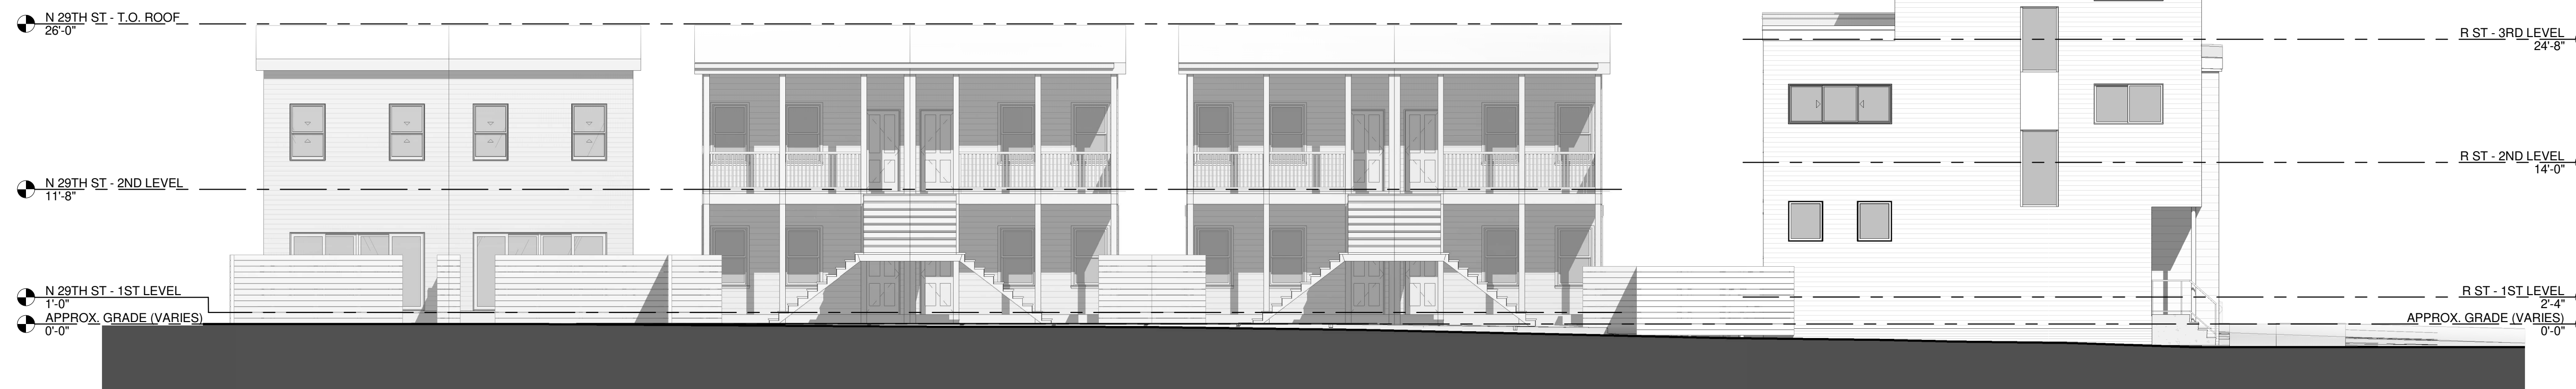 N 29TH ST - T.O. ROOF
26'-0"
N 29TH ST - 2ND LEVEL
11'-8"
N 29TH ST - 1ST LEVEL
1'-0"
APPROX. GRADE (VARIES)
0'-0"
R ST - 3RD LEVEL
24'-8"
R ST - 2ND LEVEL
14'-0"
R ST - 1ST LEVEL
2'-4"
APPROX. GRADE (VARIES)
0'-0"